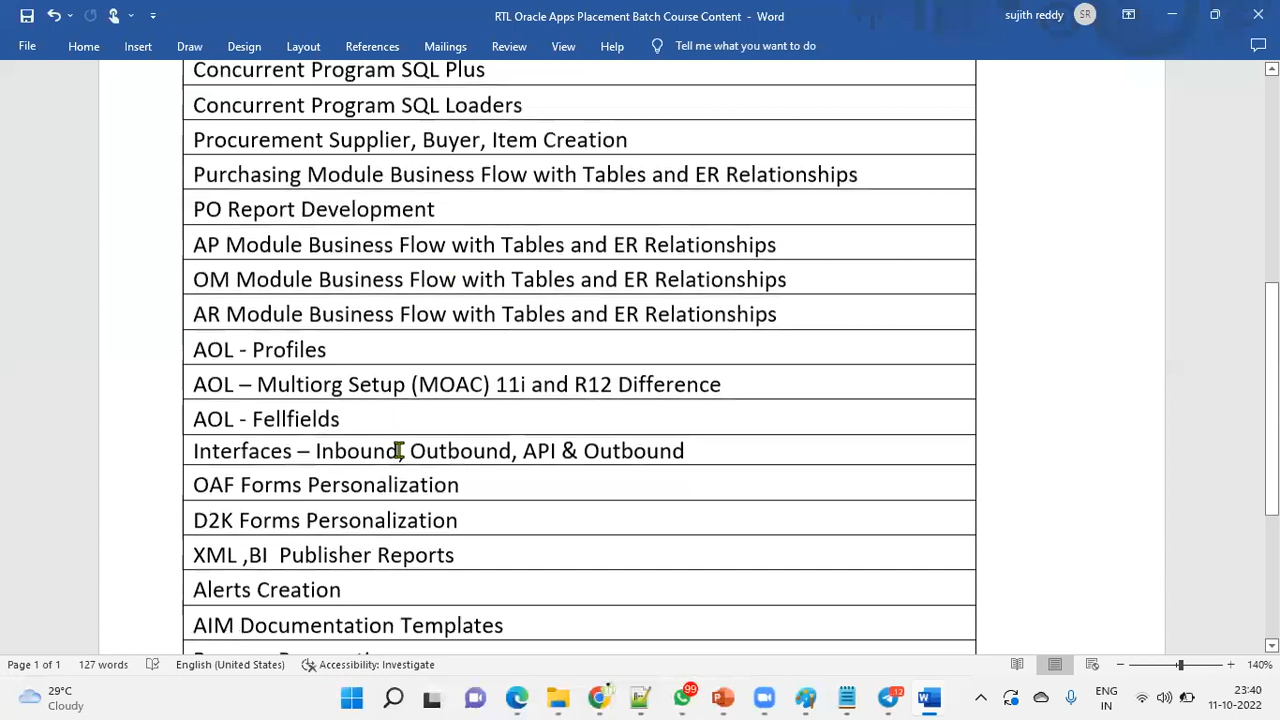 RTL Oracle Apps Placement Batch Course Content - Word
sujith reddy SR
File Home Insert Draw Design Layout References Mailings Review View Help Tell me what you want to do
Concurrent Program SQL Plus
Concurrent Program SQL Loaders
Procurement Supplier, Buyer, Item Creation
Purchasing Module Business Flow with Tables and ER Relationships
PO Report Development
AP Module Business Flow with Tables and ER Relationships
OM Module Business Flow with Tables and ER Relationships
AR Module Business Flow with Tables and ER Relationships
AOL - Profiles
AOL – Multiorg Setup (MOAC) 11i and R12 Difference
AOL - Fellfields
Interfaces – Inbound, Outbound, API & Outbound
OAF Forms Personalization
D2K Forms Personalization
XML ,BI  Publisher Reports
Alerts Creation
AIM Documentation Templates
Page 1 of 1 127 words English (United States) Accessibility: Investigate 140%
29°C
Cloudy
99
12
ENG
IN
23:40
11-10-2022